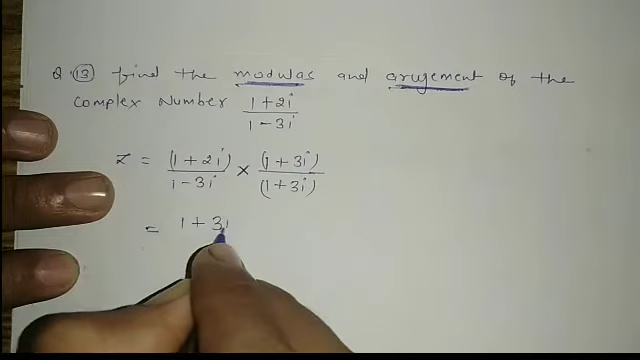 Q.13 find the modulas and arugement of the
Complex Number (1+2i)/(1-3i)
Z = (1+2i)/(1-3i) × (1+3i)/(1+3i)
= 1+3i